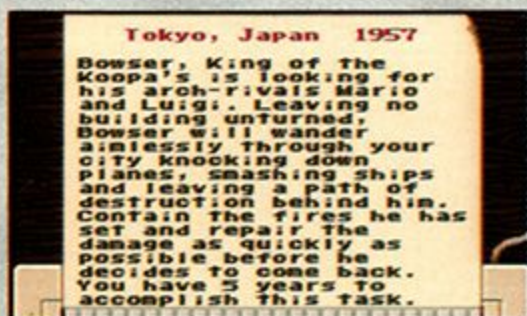 Tokyo, Japan 1957
Bowser, King of the
Koopa's is looking for
his arch-rivals Mario
and Luigi. Leaving no
building unturned,
Bowser will wander
aimlessly through your
city knocking down
planes, smashing ships
and leaving a path of
destruction behind him.
Contain the fires he has
set and repair the
damage as quickly as
possible before he
decides to come back.
You have 5 years to
accomplish this task.